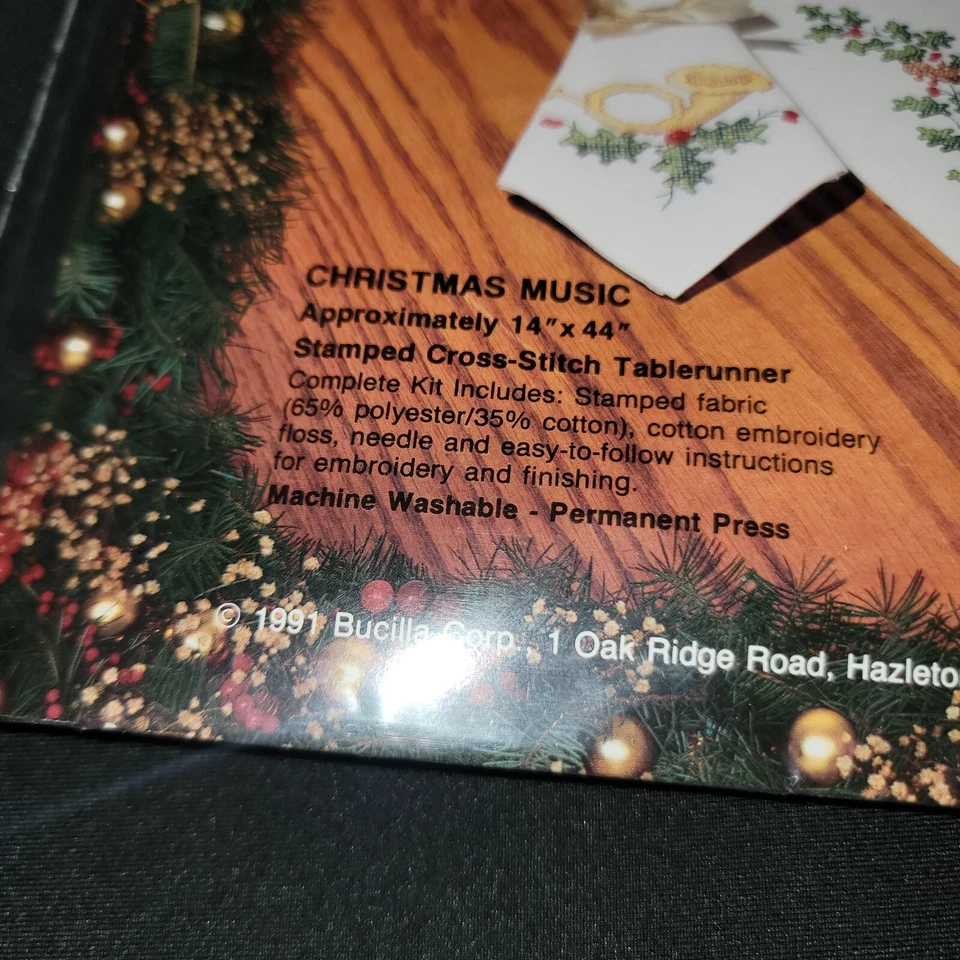 CHRISTMAS MUSIC
Approximately 14" x 44"
Stamped Cross-Stitch Tablerunner
Complete Kit Includes: Stamped fabric
(65% polyester/35% cotton), cotton embroidery
floss, needle and easy-to-follow instructions
for embroidery and finishing.
Machine Washable - Permanent Press
© 1991 Bucilla Corp., 1 Oak Ridge Road, Hazleto